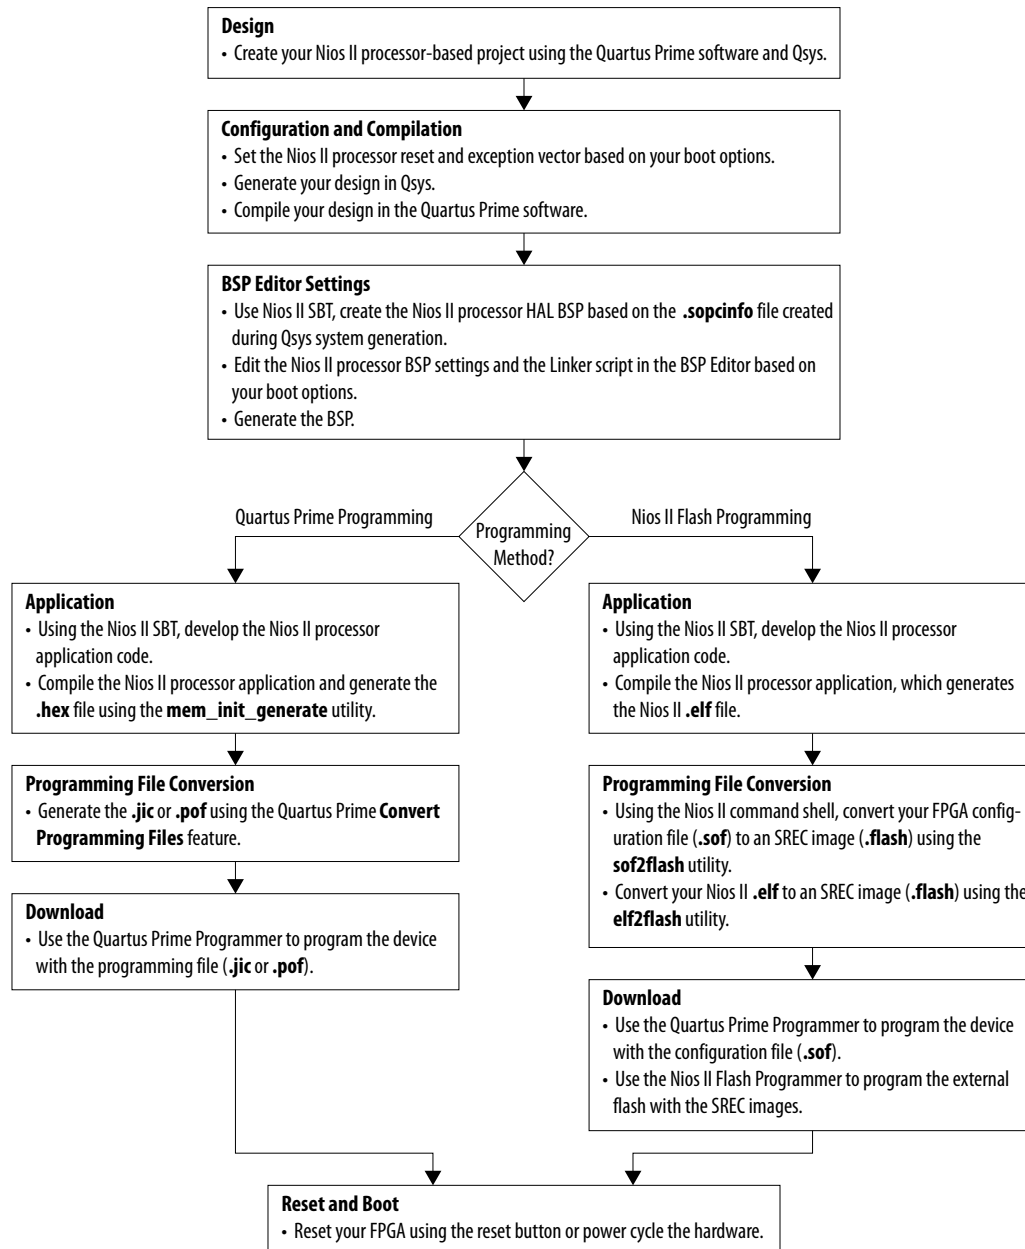 Design
• Create your Nios II processor-based project using the Quartus Prime software and Qsys.
Configuration and Compilation
• Set the Nios II processor reset and exception vector based on your boot options.
• Generate your design in Qsys.
• Compile your design in the Quartus Prime software.
BSP Editor Settings
• Use Nios II SBT, create the Nios II processor HAL BSP based on the .sopcinfo file created
during Qsys system generation.
• Edit the Nios II processor BSP settings and the Linker script in the BSP Editor based on
your boot options.
• Generate the BSP.
Programming
Method?
Quartus Prime Programming
Application
• Using the Nios II SBT, develop the Nios II processor
application code.
• Compile the Nios II processor application and generate the
.hex file using the mem_init_generate utility.
Programming File Conversion
• Generate the .jic or .pof using the Quartus Prime Convert
Programming Files feature.
Download
• Use the Quartus Prime Programmer to program the device
with the programming file (.jic or .pof).
Nios II Flash Programming
Application
• Using the Nios II SBT, develop the Nios II processor
application code.
• Compile the Nios II processor application, which generates
the Nios II .elf file.
Programming File Conversion
• Using the Nios II command shell, convert your FPGA config-
uration file (.sof) to an SREC image (.flash) using the
sof2flash utility.
• Convert your Nios II .elf to an SREC image (.flash) using the
elf2flash utility.
Download
• Use the Quartus Prime Programmer to program the device
with the configuration file (.sof).
• Use the Nios II Flash Programmer to program the external
flash with the SREC images.
Reset and Boot
• Reset your FPGA using the reset button or power cycle the hardware.